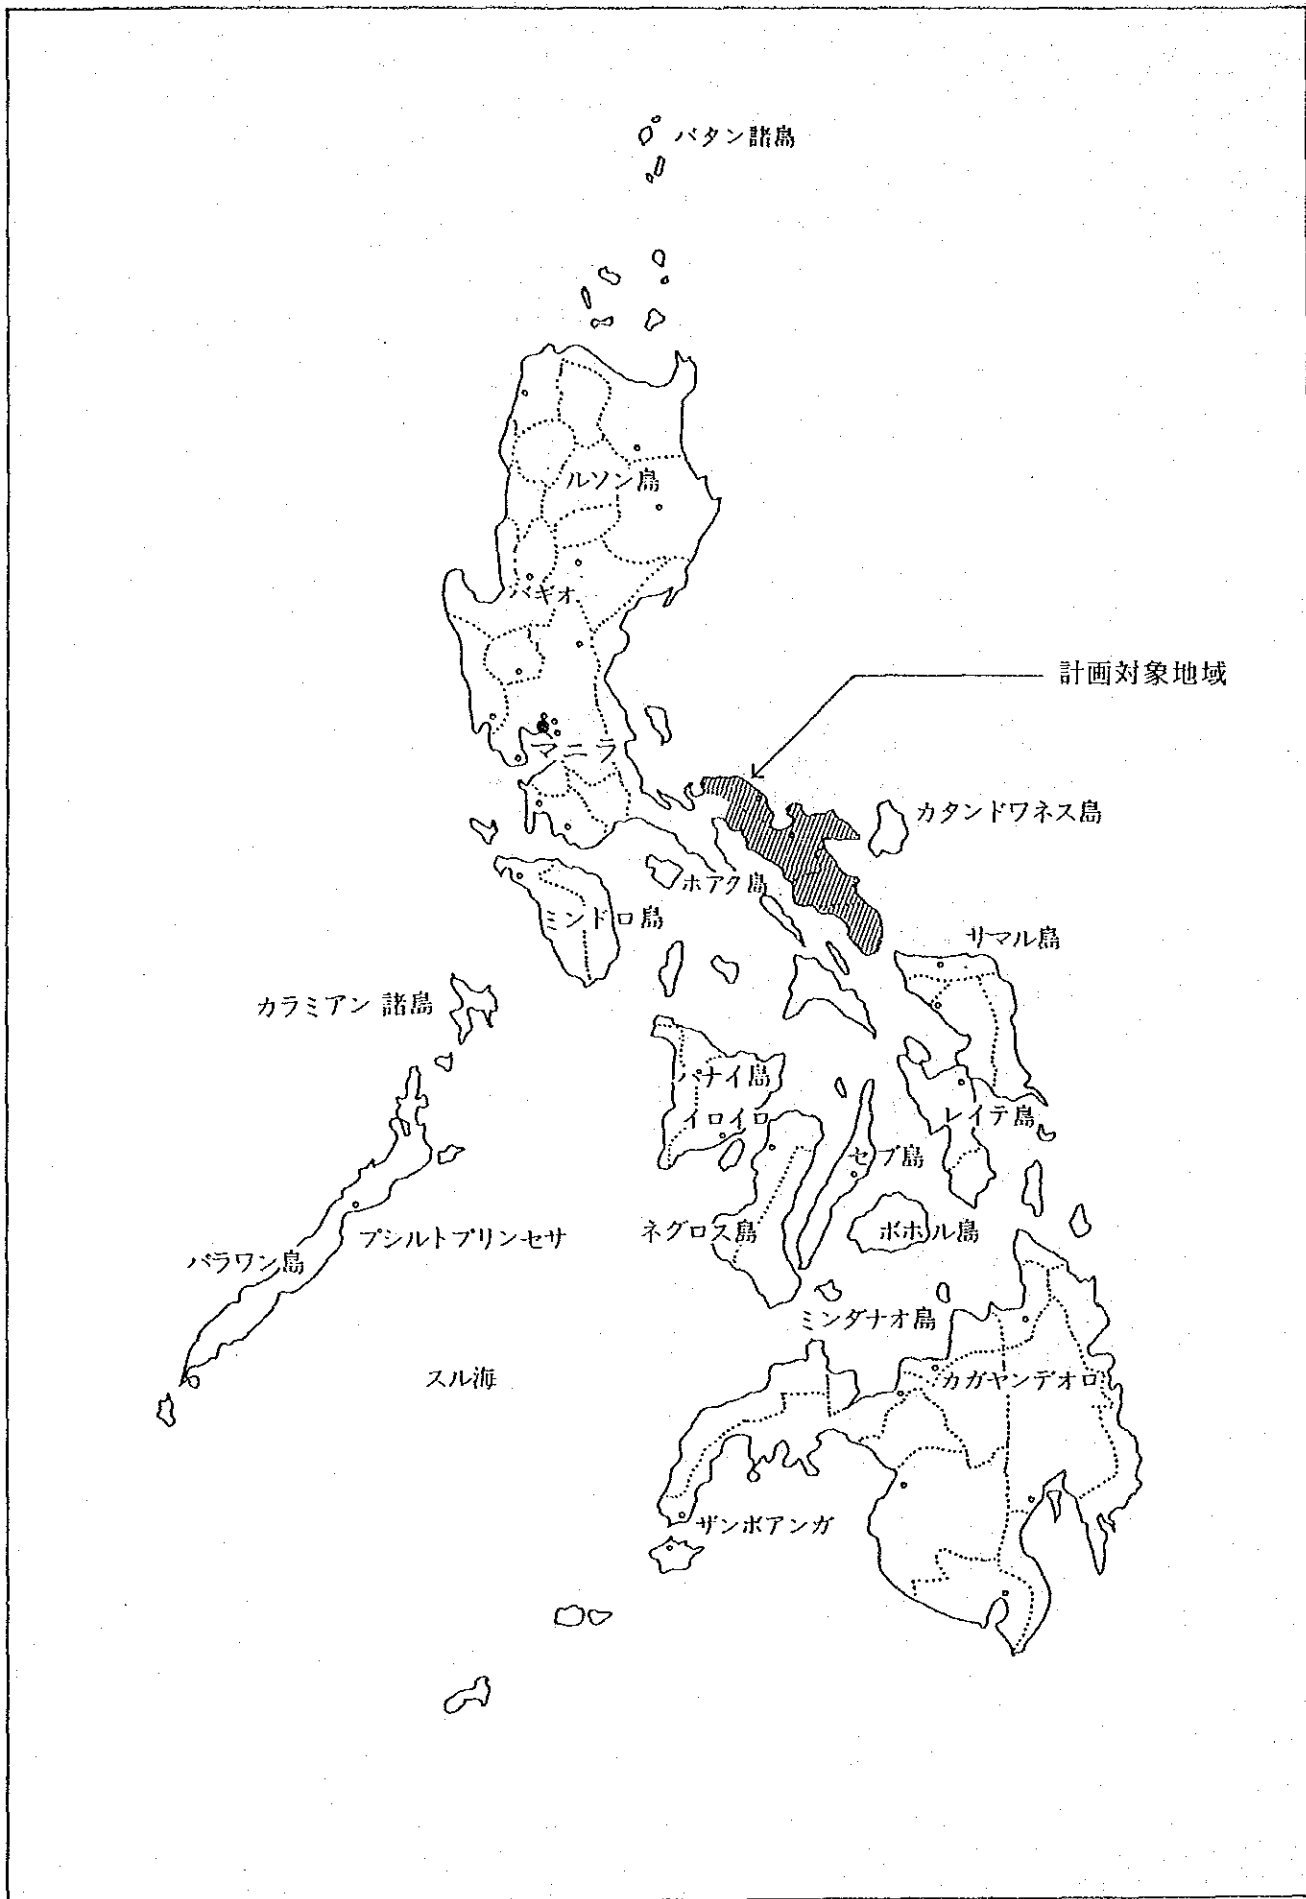 バタン諸島
ルソン島
バギオ
計画対象地域
マニラ
カタンドワネス島
ホアク島
ミンドロ島
サマル島
カラミアン諸島
パナイ島
イロイロ
レイテ島
セブ島
ネグロス島
ボホル島
プシルトプリンセサ
パラワン島
ミンダナオ島
スル海
カガヤンデオロ
ザンボアンガ